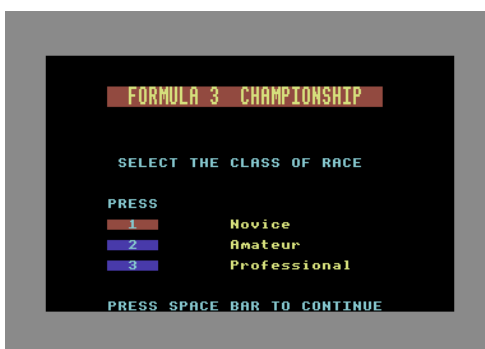 FORMULA 3 CHAMPIONSHIP
SELECT THE CLASS OF RACE
PRESS
1 Novice
2 Amateur
3 Professional
PRESS SPACE BAR TO CONTINUE